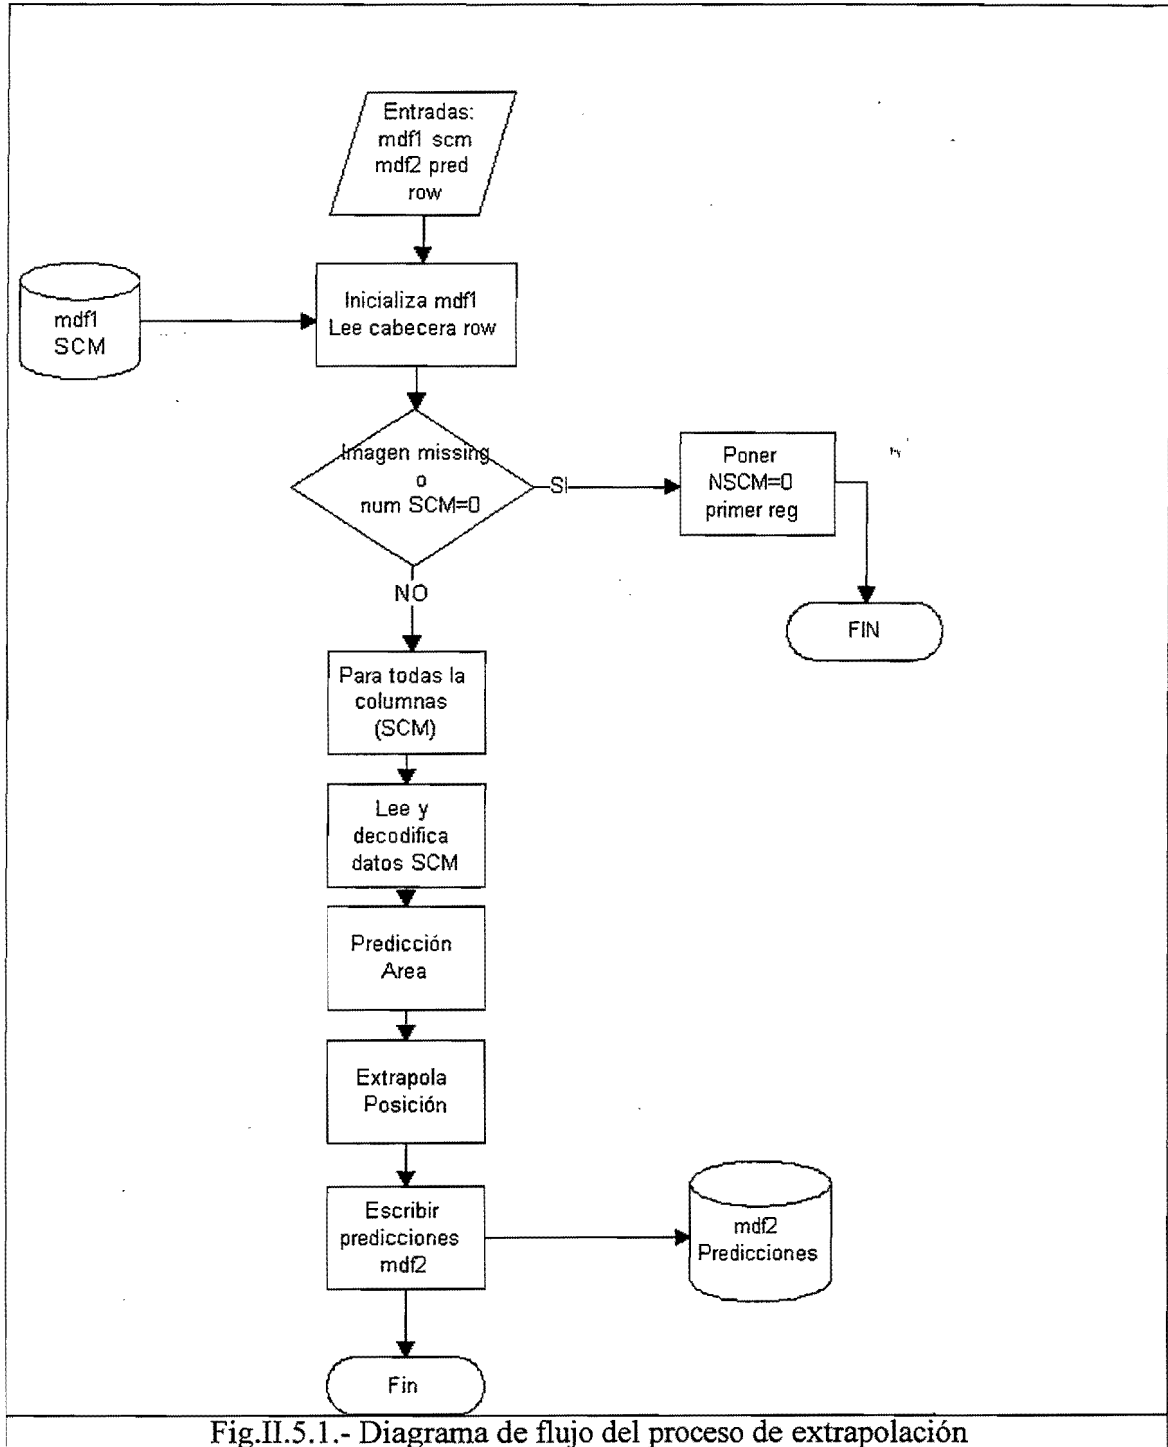 Entradas:
mdf1 scm
mdf2 pred
row
mdf1
SCM
Inicializa mdf1
Lee cabecera row
Imagen missing
o
num SCM=0
SI
Poner
NSCM=0
primer reg
FIN
NO
Para todas la
columnas
(SCM)
Lee y
decodifica
datos SCM
Predicción
Area
Extrapola
Posición
Escribir
predicciones
mdf2
mdf2
Predicciones
Fin
Fig.II.5.1.- Diagrama de flujo del proceso de extrapolación